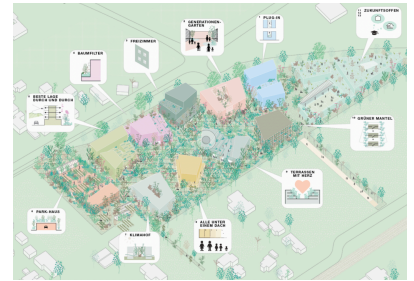 GENERATIONEN-
GARTEN
PLUG-IN
ZUKUNFTSOFFEN
FREIZIMMER
BAUMFILTER
BESTE LAGE
DURCH UND DURCH
GRÜNER MANTEL
TERRASSEN
MIT HERZ
PARK-HAUS
KLIMAHOF
ALLE UNTER
EINEM DACH